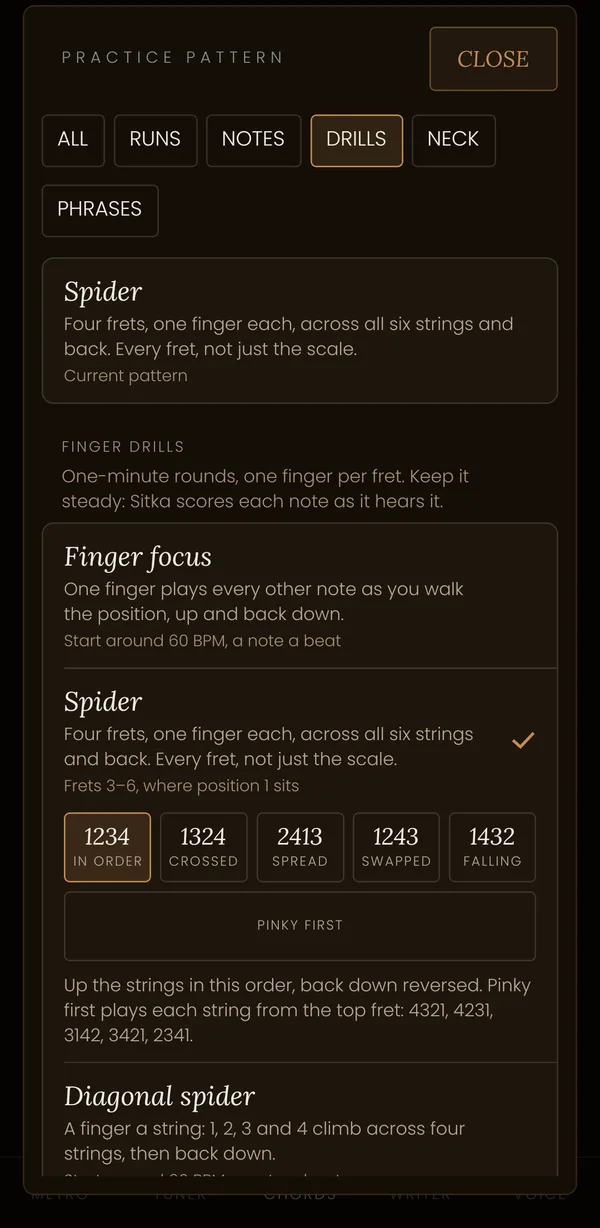 PRACTICE PATTERN
CLOSE
ALL
RUNS
NOTES
DRILLS
NECK
PHRASES
Spider
Four frets, one finger each, across all six strings and
back. Every fret, not just the scale.
Current pattern
FINGER DRILLS
One-minute rounds, one finger per fret. Keep it
steady: Sitka scores each note as it hears it.
Finger focus
One finger plays every other note as you walk
the position, up and back down.
Start around 60 BPM, a note a beat
Spider
Four frets, one finger each, across all six strings
and back. Every fret, not just the scale.
Frets 3–6, where position 1 sits
1234
IN ORDER
1324
CROSSED
2413
SPREAD
1243
SWAPPED
1432
FALLING
PINKY FIRST
Up the strings in this order, back down reversed. Pinky
first plays each string from the top fret: 4321, 4231,
3142, 3421, 2341.
Diagonal spider
A finger a string: 1, 2, 3 and 4 climb across four
strings, then back down.
METRO
TUNER
CHORDS
WRITER
VOICE